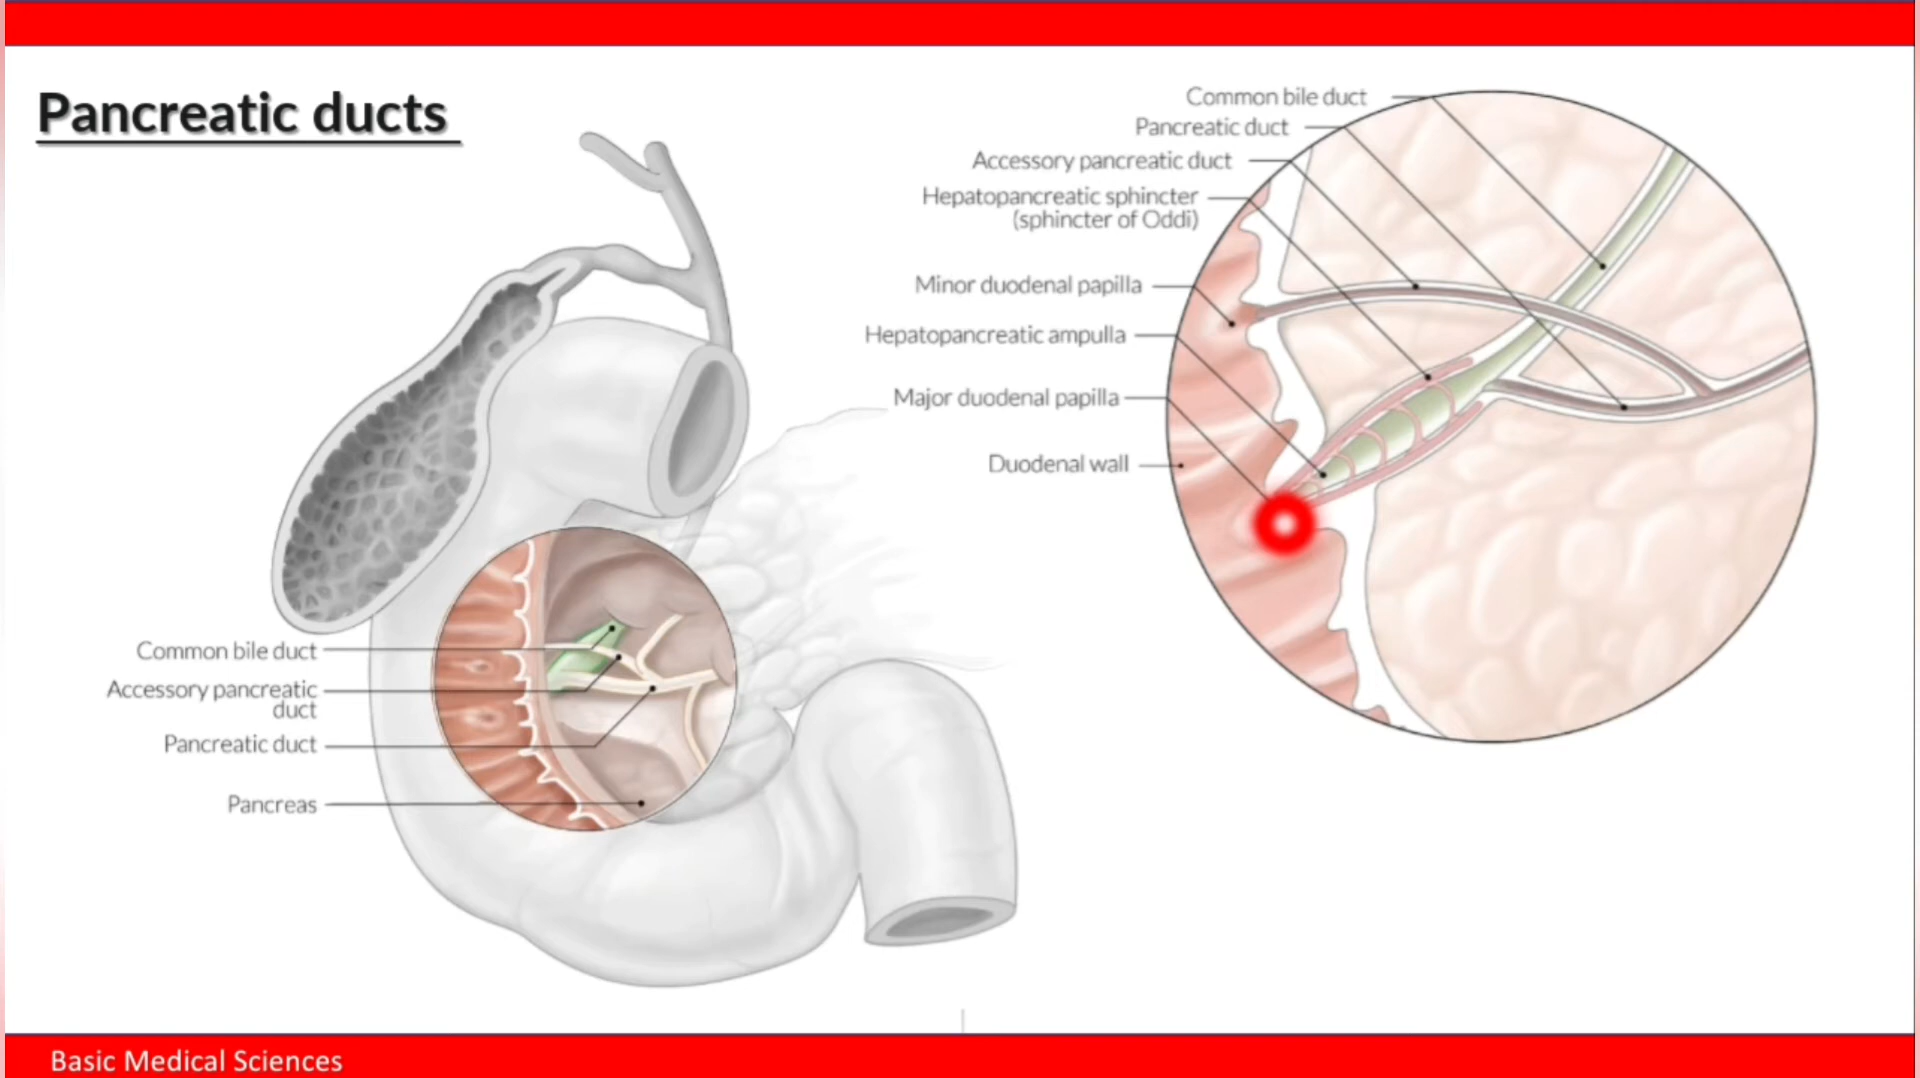 Pancreatic ducts
Common bile duct
Pancreatic duct
Accessory pancreatic duct
Hepatopancreatic sphincter
(sphincter of Oddi)
Minor duodenal papilla
Hepatopancreatic ampulla
Major duodenal papilla
Duodenal wall
Common bile duct
Accessory pancreatic
duct
Pancreatic duct
Pancreas
Basic Medical Sciences